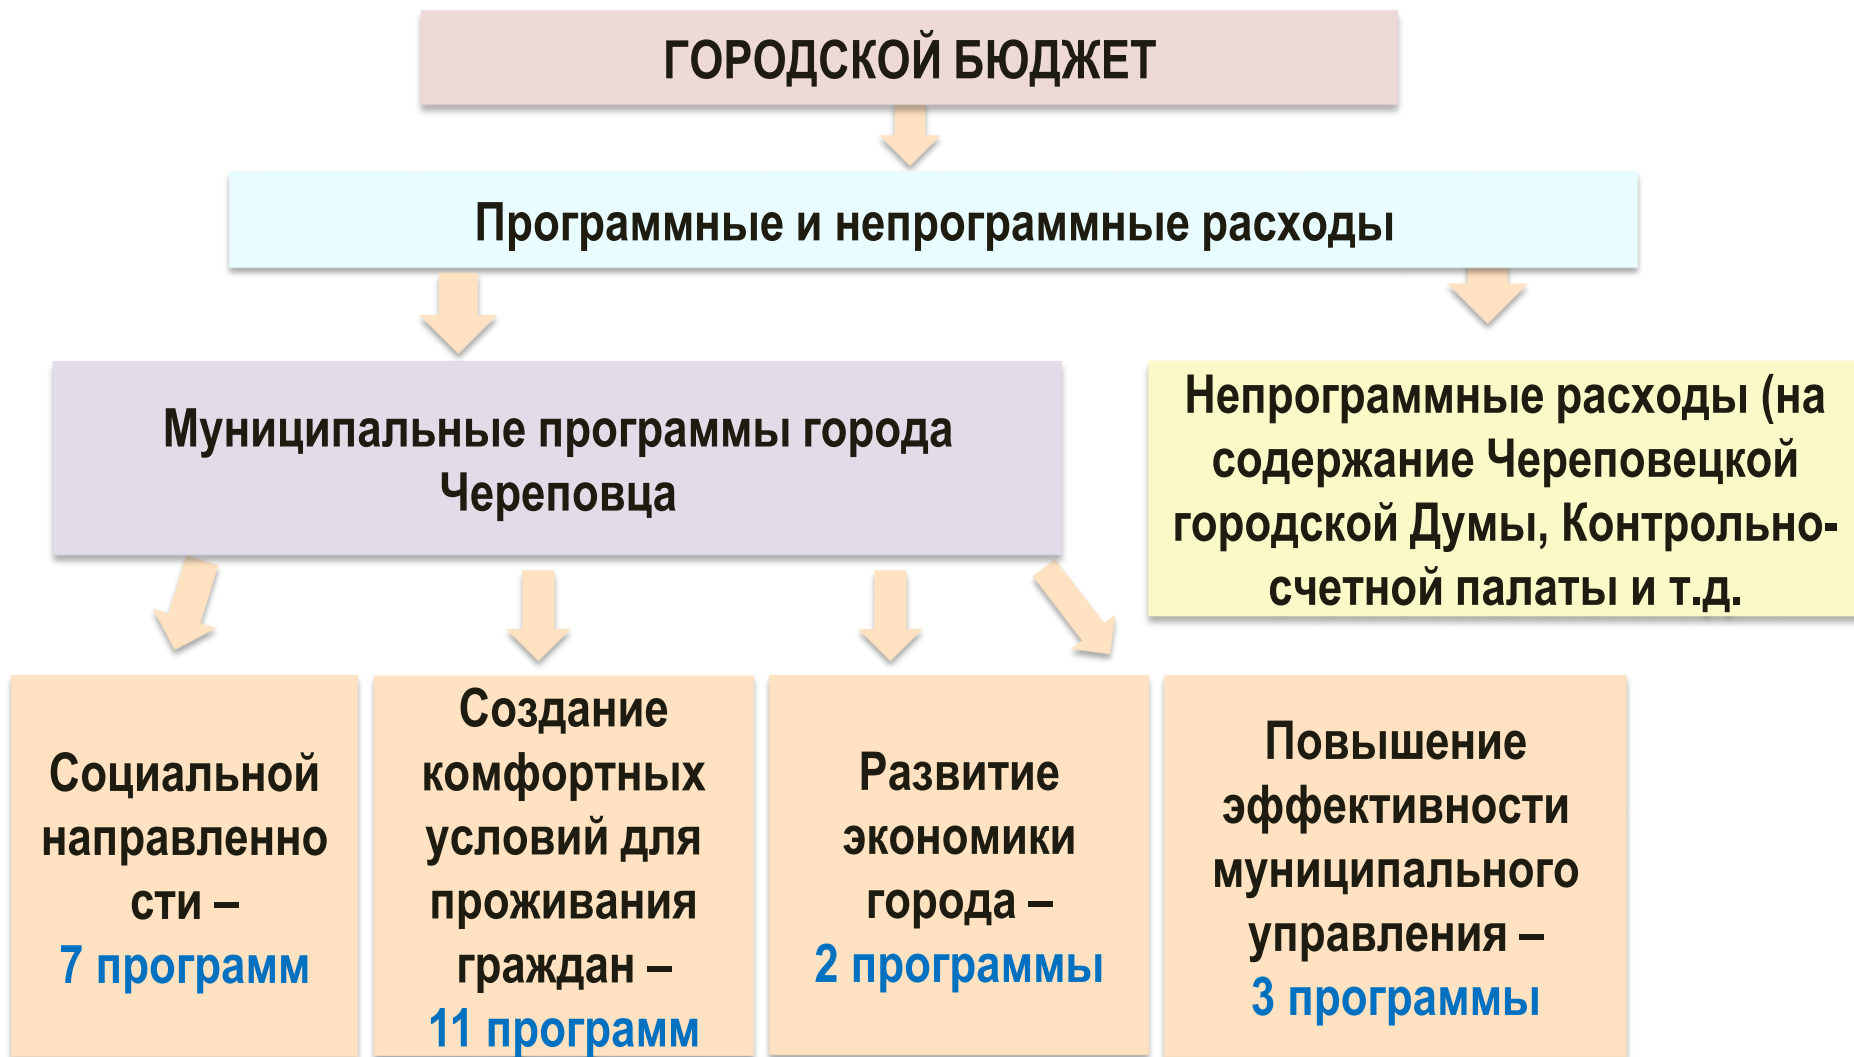 ГОРОДСКОЙ БЮДЖЕТ
Программные и непрограммные расходы
Муниципальные программы города
Череповца
Непрограммные расходы (на
содержание Череповецкой
городской Думы, Контрольно-
счетной палаты и т.д.
Социальной
направленно
сти –
7 программ
Создание
комфортных
условий для
проживания
граждан –
11 программ
Развитие
экономики
города –
2 программы
Повышение
эффективности
муниципального
управления –
3 программы